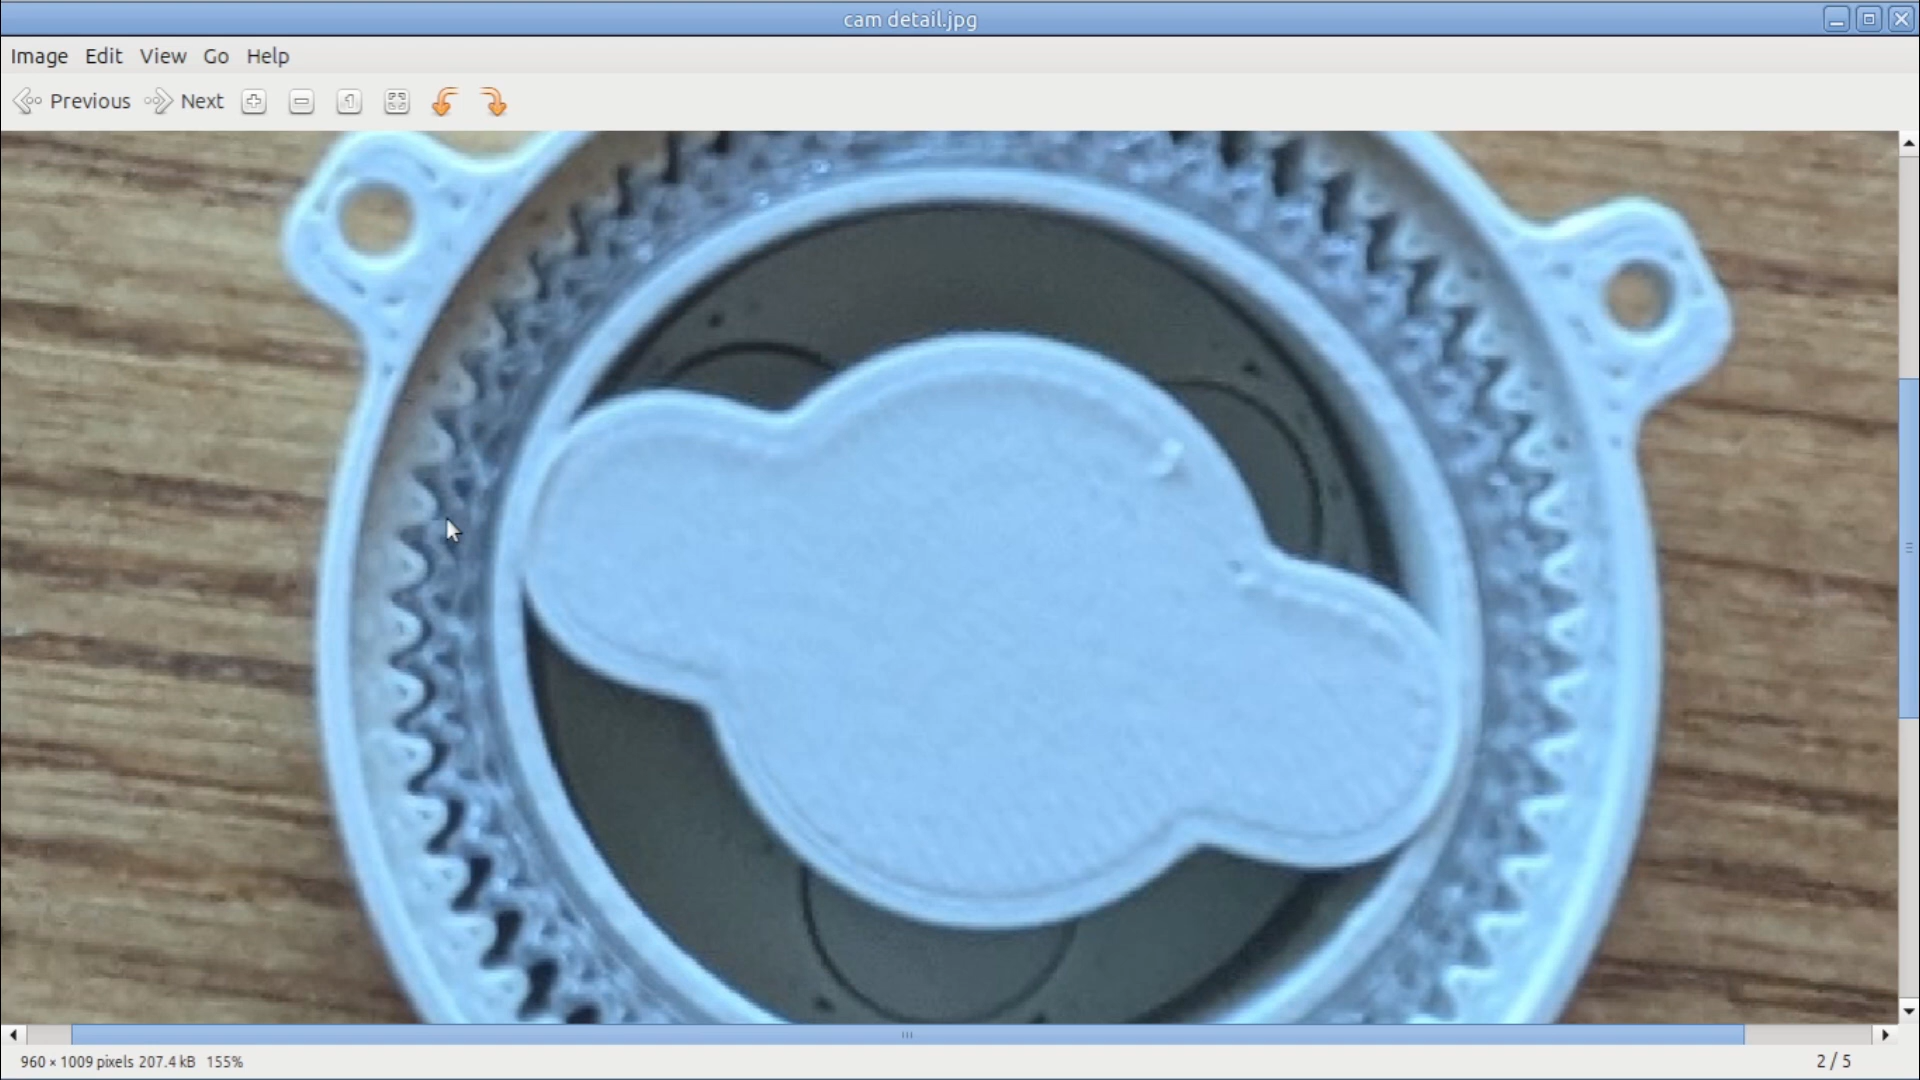 cam detail.jpg
Image Edit View Go Help
Previous Next
960 × 1009 pixels 207.4 kB 155%
2 / 5